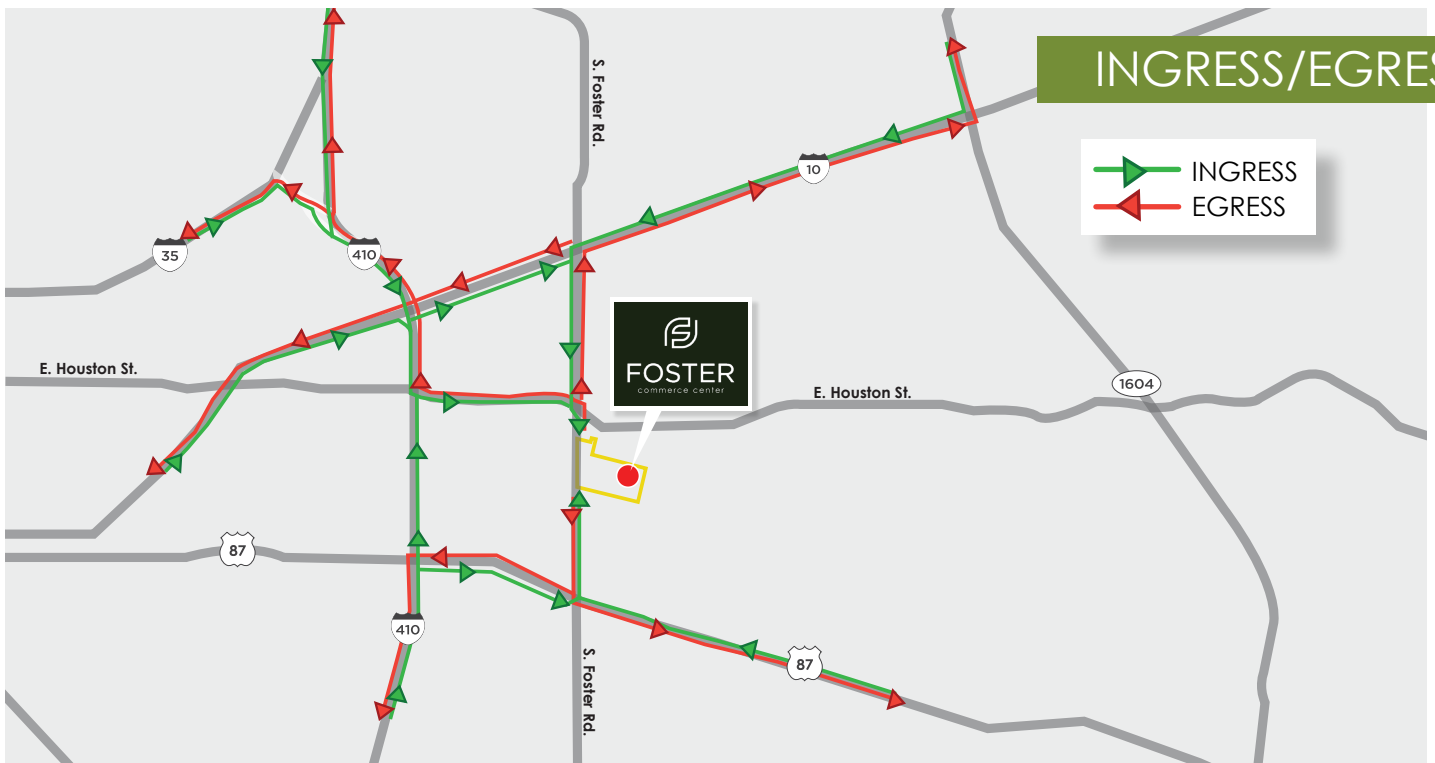 INGRESS/EGRES
INGRESS
EGRESS
S. Foster Rd.
10
35
410
FOSTER
commerce center
E. Houston St.
E. Houston St.
1604
87
410
87
S. Foster Rd.